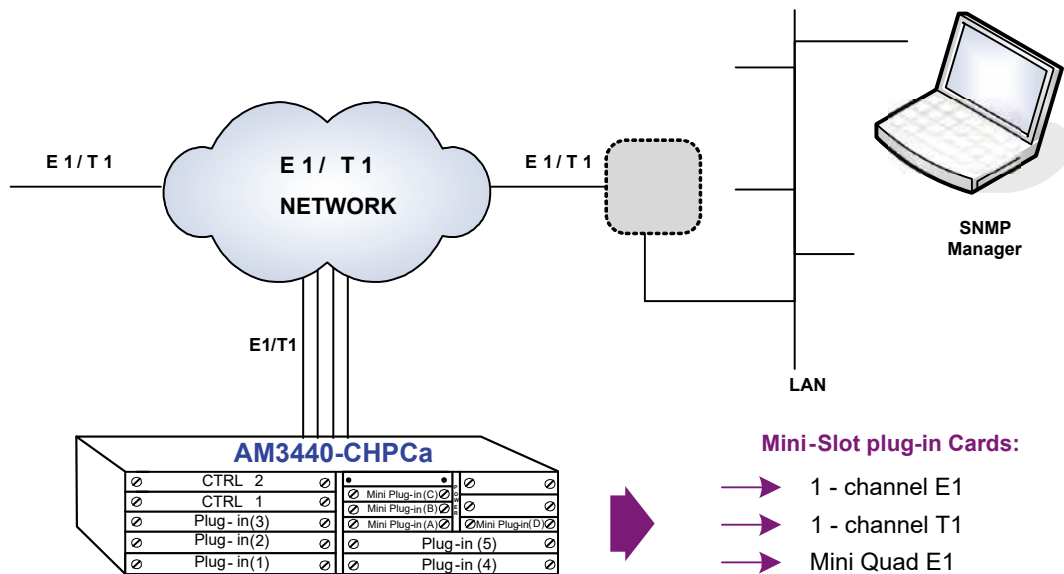 E 1 / T 1
E 1 / T 1
NETWORK
E 1 / T 1
SNMP
Manager
E1/T1
LAN
AM3440-CHPCa
CTRL 2
CTRL 1
Plug- in(3)
Plug-in(2)
Plug-in(1)
Mini Plug-in(C)
Mini Plug-in(B)
Mini Plug-in(A)
POWER
Mini Plug-in(D)
Plug-in (5)
Plug-in (4)
Mini-Slot plug-in Cards:
1 - channel E1
1 - channel T1
Mini Quad E1